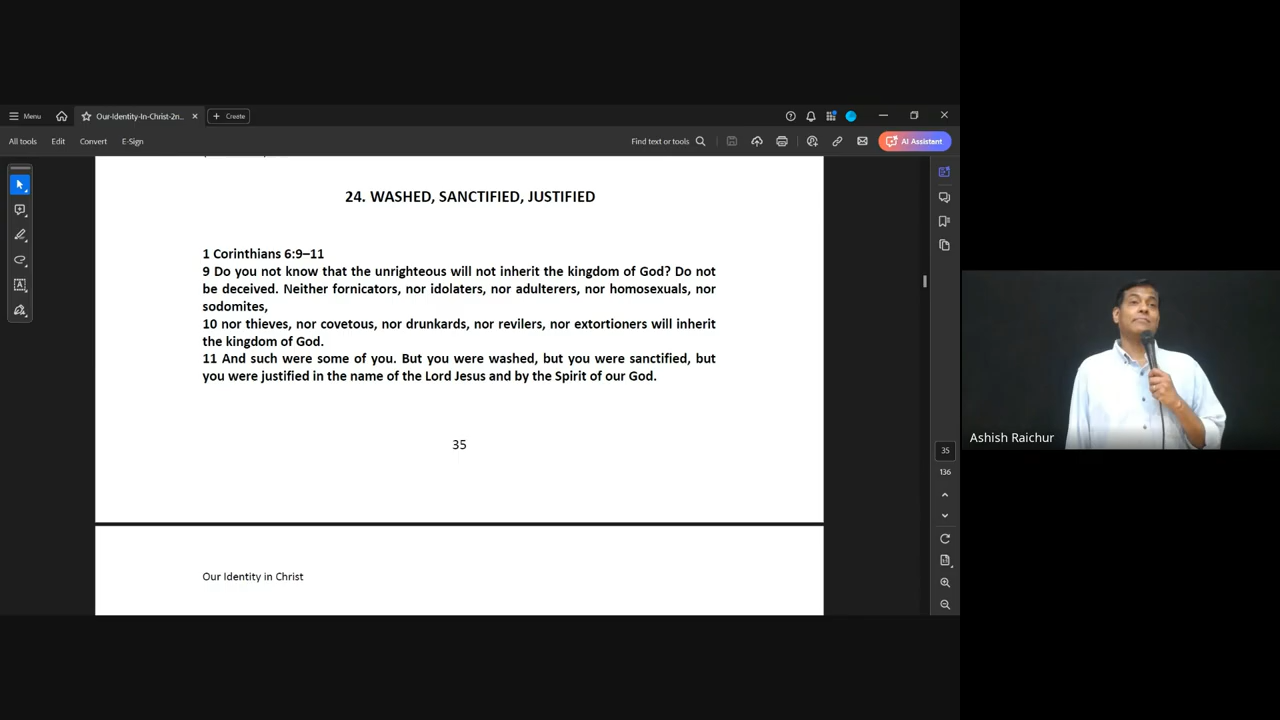 Menu
Our-Identity-In-Christ-2n...
Create
All tools
Edit
Convert
E-Sign
Find text or tools
AI Assistant
24. WASHED, SANCTIFIED, JUSTIFIED
1 Corinthians 6:9–11
9 Do you not know that the unrighteous will not inherit the kingdom of God? Do not
be deceived. Neither fornicators, nor idolaters, nor adulterers, nor homosexuals, nor
sodomites,
10 nor thieves, nor covetous, nor drunkards, nor revilers, nor extortioners will inherit
the kingdom of God.
11 And such were some of you. But you were washed, but you were sanctified, but
you were justified in the name of the Lord Jesus and by the Spirit of our God.
35
Our Identity in Christ
35
136
Ashish Raichur